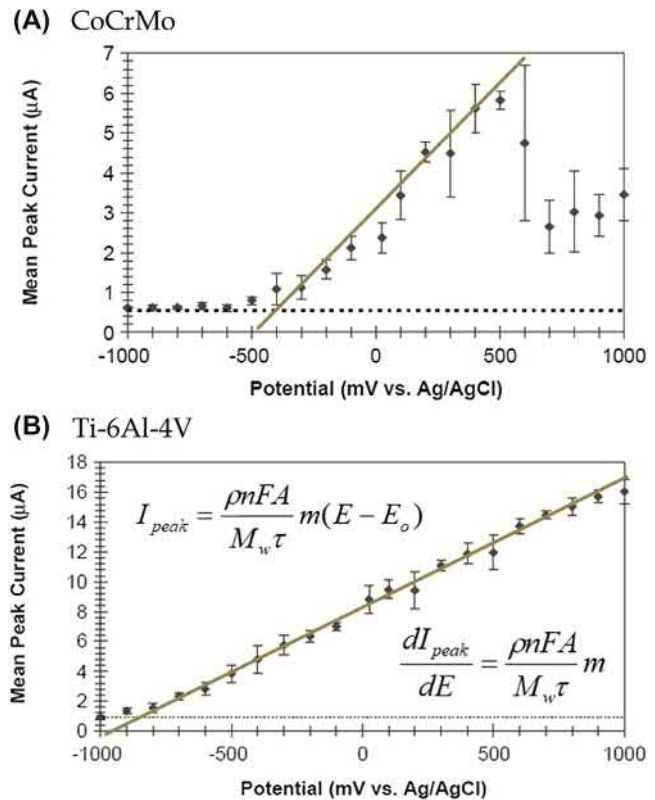 (A) CoCrMo
Mean Peak Current (μA)
7
6
5
4
3
2
1
0
-1000 -500 0 500 1000
Potential (mV vs. Ag/AgCl)
(B) Ti-6Al-4V
Mean Peak Current (μA)
18
16
14
12
10
8
6
4
2
0
I_peak = ρnFA / M_w τ m(E − E_o)
dI_peak / dE = ρnFA / M_w τ m
-1000 -500 0 500 1000
Potential (mV vs. Ag/AgCl)